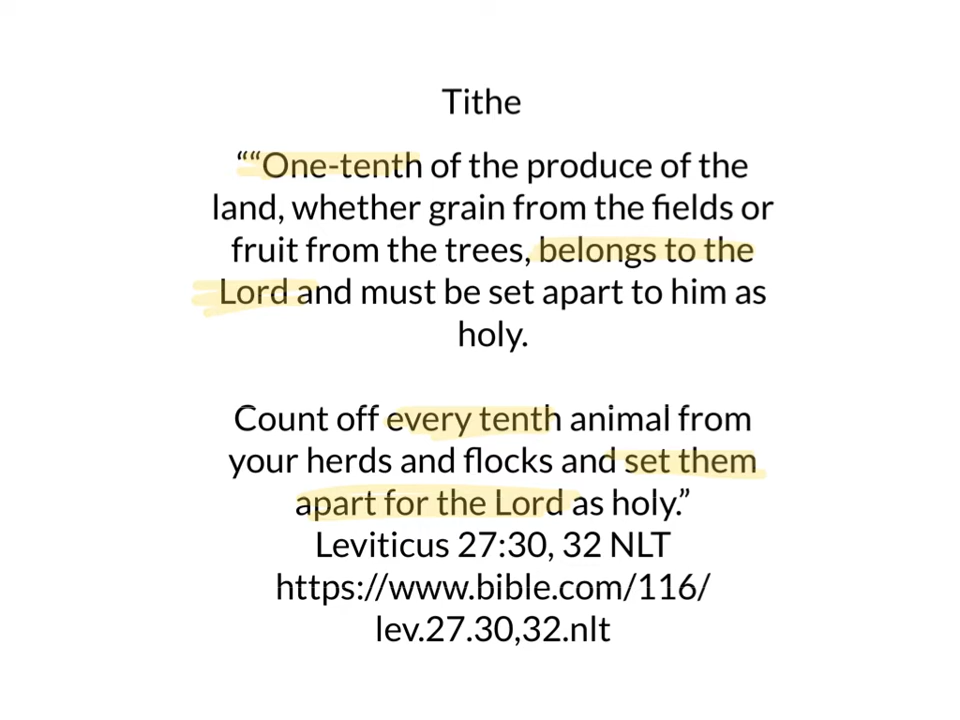 Tithe
““One-tenth of the produce of the
land, whether grain from the fields or
fruit from the trees, belongs to the
Lord and must be set apart to him as
holy.
Count off every tenth animal from
your herds and flocks and set them
apart for the Lord as holy.”
Leviticus 27:30, 32 NLT
https://www.bible.com/116/
lev.27.30,32.nlt